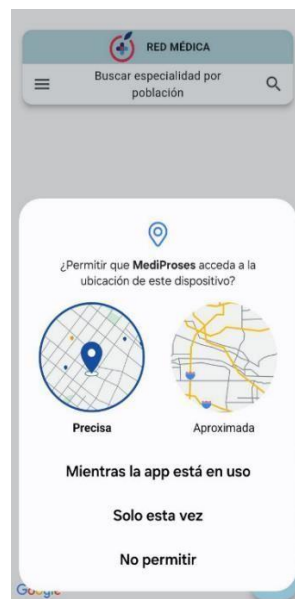 RED MÉDICA
Buscar especialidad por
población
¿Permitir que MediProses acceda a la
ubicación de este dispositivo?
Precisa
Aproximada
Mientras la app está en uso
Solo esta vez
No permitir
Google